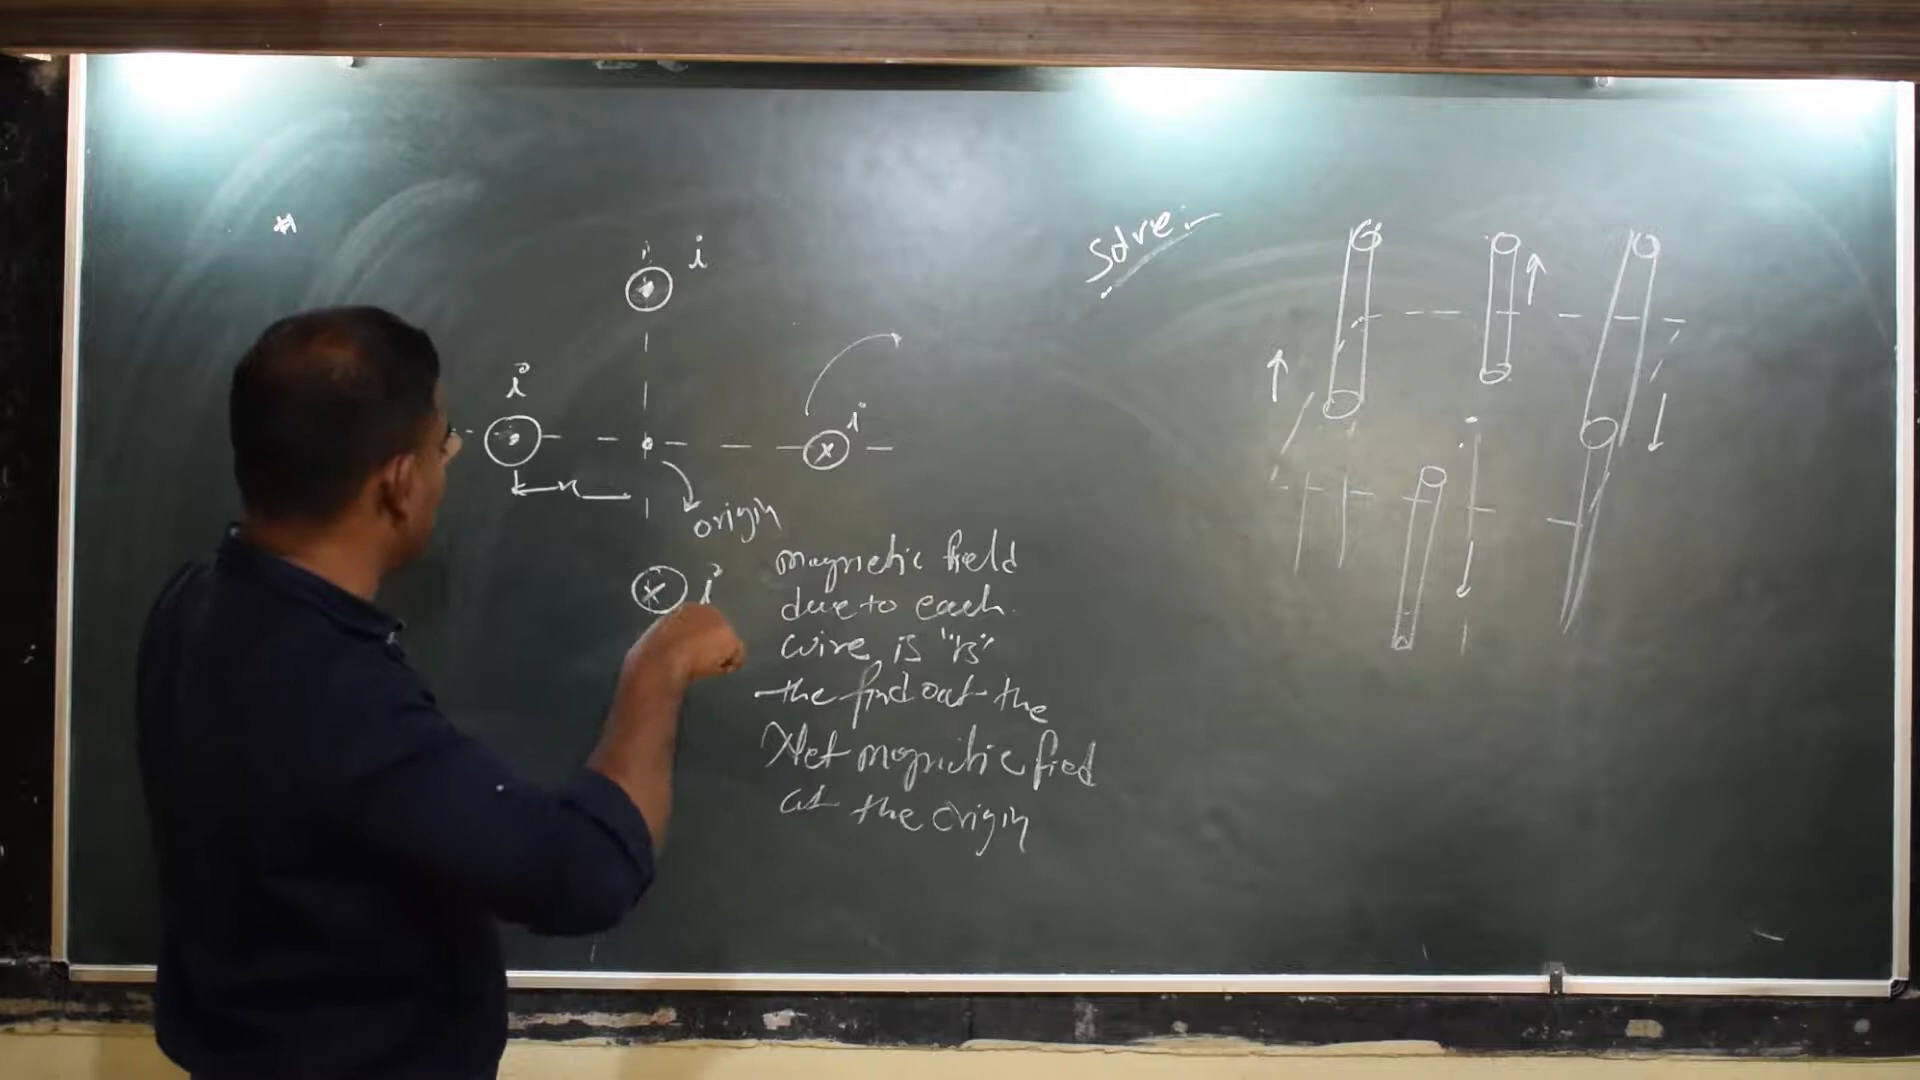 i
Solve :-
i
i
origin
i
magnetic field
due to each
wire is "B"
the find out the
Net magnetic field
at the origin